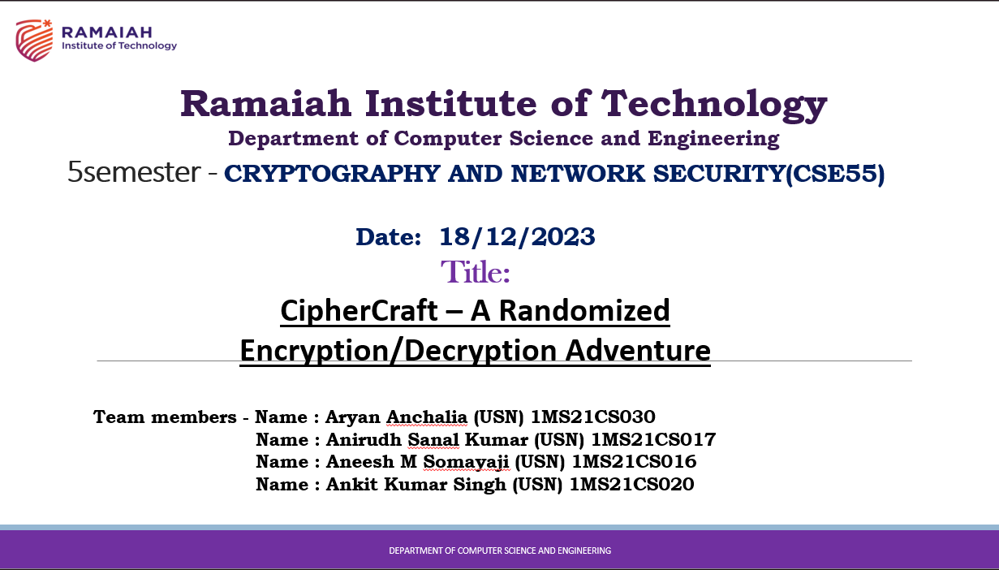 RAMAIAH
Institute of Technology
Ramaiah Institute of Technology
Department of Computer Science and Engineering
5semester - CRYPTOGRAPHY AND NETWORK SECURITY(CSE55)
Date: 18/12/2023
Title:
CipherCraft – A Randomized
Encryption/Decryption Adventure
Team members - Name : Aryan Anchalia (USN) 1MS21CS030
Name : Anirudh Sanal Kumar (USN) 1MS21CS017
Name : Aneesh M Somayaji (USN) 1MS21CS016
Name : Ankit Kumar Singh (USN) 1MS21CS020
DEPARTMENT OF COMPUTER SCIENCE AND ENGINEERING